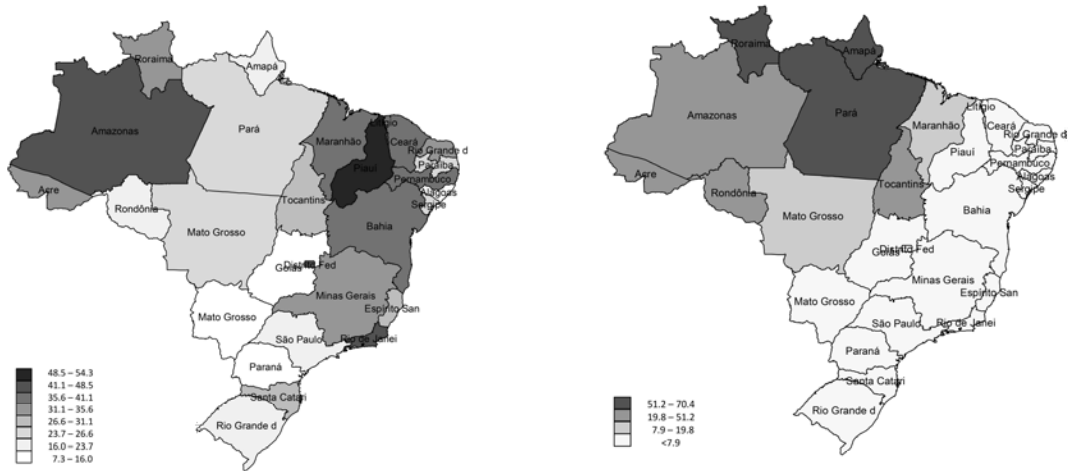 Roraima
Amapá
Amazonas
Pará
Maranhão
Ceará
Rio Grande d
Piauí
Paraíba
Pernambuco
Acre
Alagoas
Rondônia
Tocantins
Sergipe
Mato Grosso
Bahia
Distrito Fed
Goiás
Minas Gerais
Espírito San
Mato Grosso
São Paulo
Rio de Janei
Paraná
Santa Catari
Rio Grande d
48.5 – 54.3
41.1 – 48.5
35.6 – 41.1
31.1 – 35.6
26.6 – 31.1
23.7 – 26.6
16.0 – 23.7
7.3 – 16.0
Roraima
Amapá
Litígio
Amazonas
Pará
Maranhão
Ceará
Rio Grande d
Piauí
Paraíba
Pernambuco
Acre
Alagoas
Rondônia
Tocantins
Sergipe
Mato Grosso
Bahia
Distrito Fed
Goiás
Minas Gerais
Espírito San
Mato Grosso
São Paulo
Rio de Janei
Paraná
Santa Catari
Rio Grande d
51.2 – 70.4
19.8 – 51.2
7.9 – 19.8
<7.9